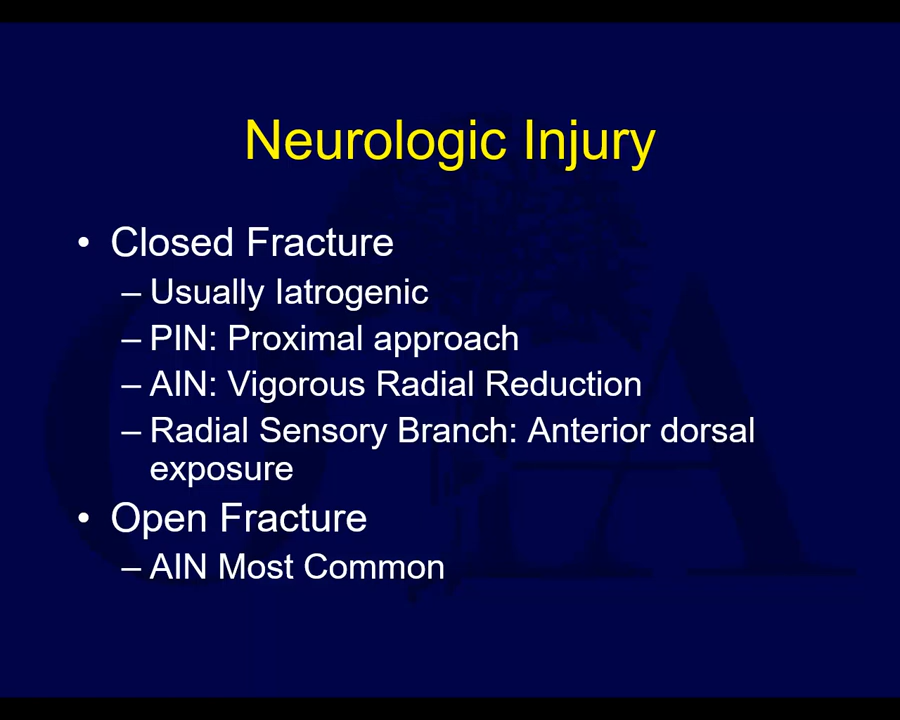 Neurologic Injury
• Closed Fracture
– Usually Iatrogenic
– PIN: Proximal approach
– AIN: Vigorous Radial Reduction
– Radial Sensory Branch: Anterior dorsal
exposure
• Open Fracture
– AIN Most Common
OTA